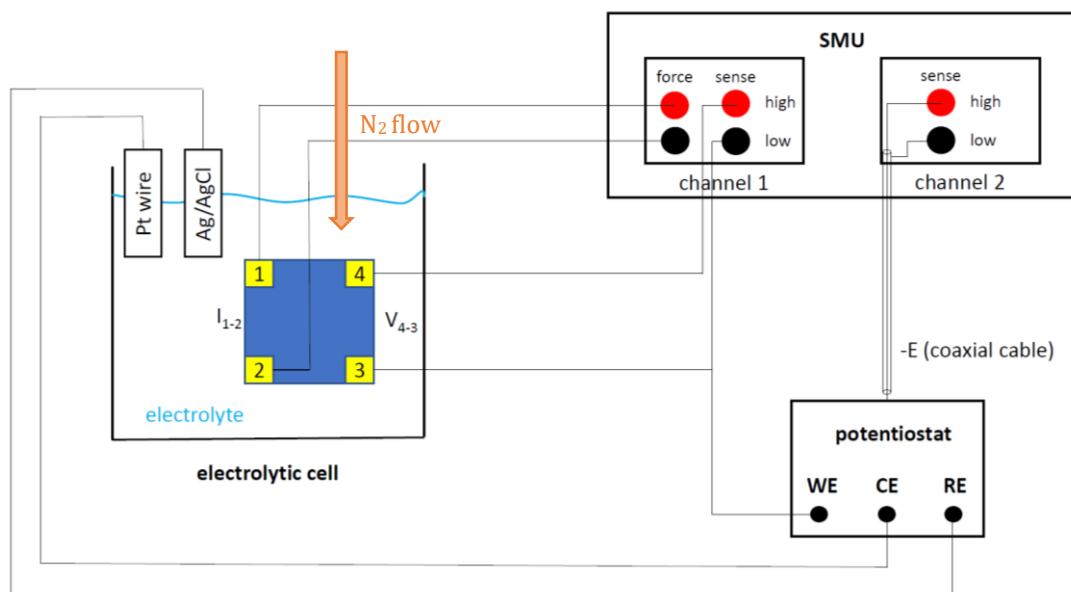 SMU
force sense
high
low
channel 1
sense
high
low
channel 2
N₂ flow
Pt wire
Ag/AgCl
1
4
I₁₋₂
V₄₋₃
2
3
electrolyte
electrolytic cell
-E (coaxial cable)
potentiostat
WE CE RE